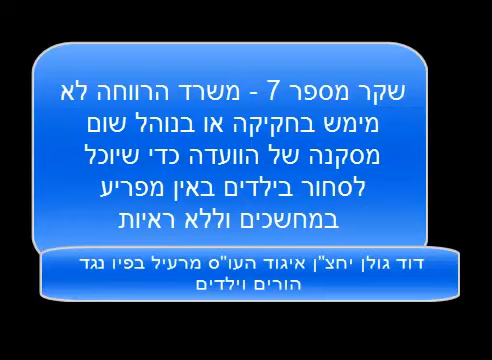 שקר מספר 7 - משרד הרווחה לא
מימש בחקיקה או בנוהל שום
מסקנה של הוועדה כדי שיוכל
לסחור בילדים באין מפריע
במחשכים וללא ראיות
דוד גולן יחצ"ן איגוד העו"ס מרעיל בפיו נגד
הורים וילדים